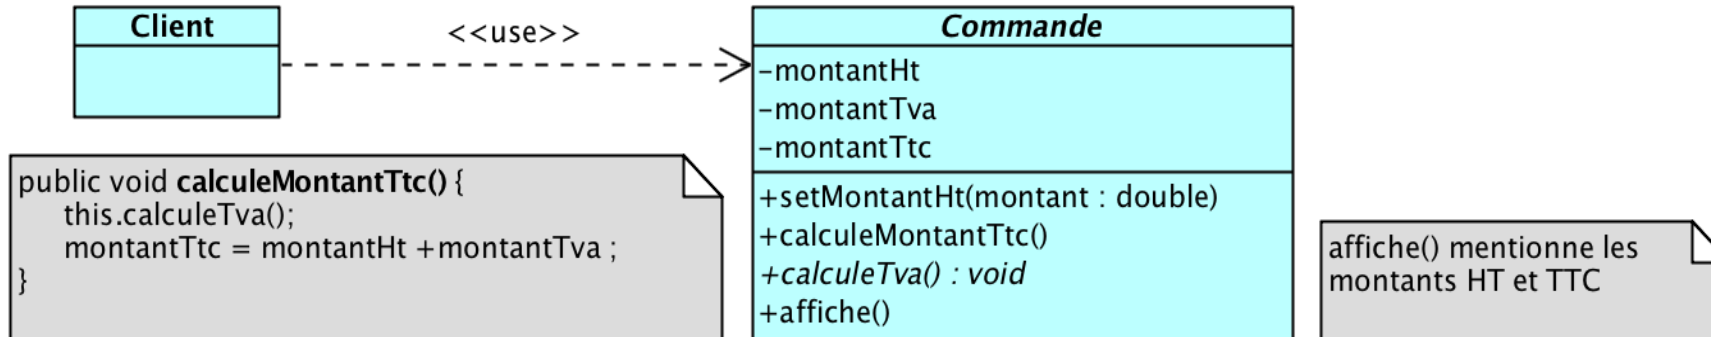 Client
<<use>>
Commande
-montantHt
-montantTva
-montantTtc
+setMontantHt(montant : double)
+calculeMontantTtc()
+calculeTva() : void
+affiche()
public void calculeMontantTtc() {
this.calculeTva();
montantTtc = montantHt +montantTva ;
}
affiche() mentionne les
montants HT et TTC